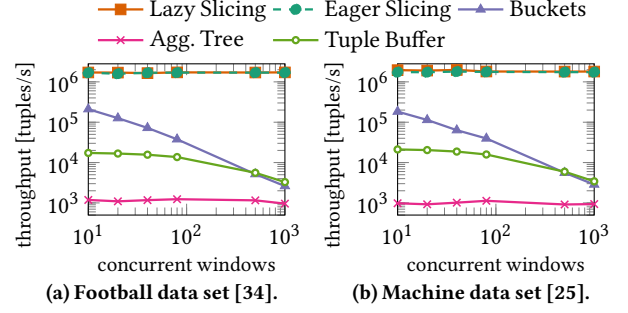 Lazy Slicing Eager Slicing Buckets
Agg. Tree Tuple Buffer
throughput [tuples/s]
10^6
10^5
10^4
10^3
10^1 10^2 10^3
concurrent windows
(a) Football data set [34].
throughput [tuples/s]
10^6
10^5
10^4
10^3
10^1 10^2 10^3
concurrent windows
(b) Machine data set [25].